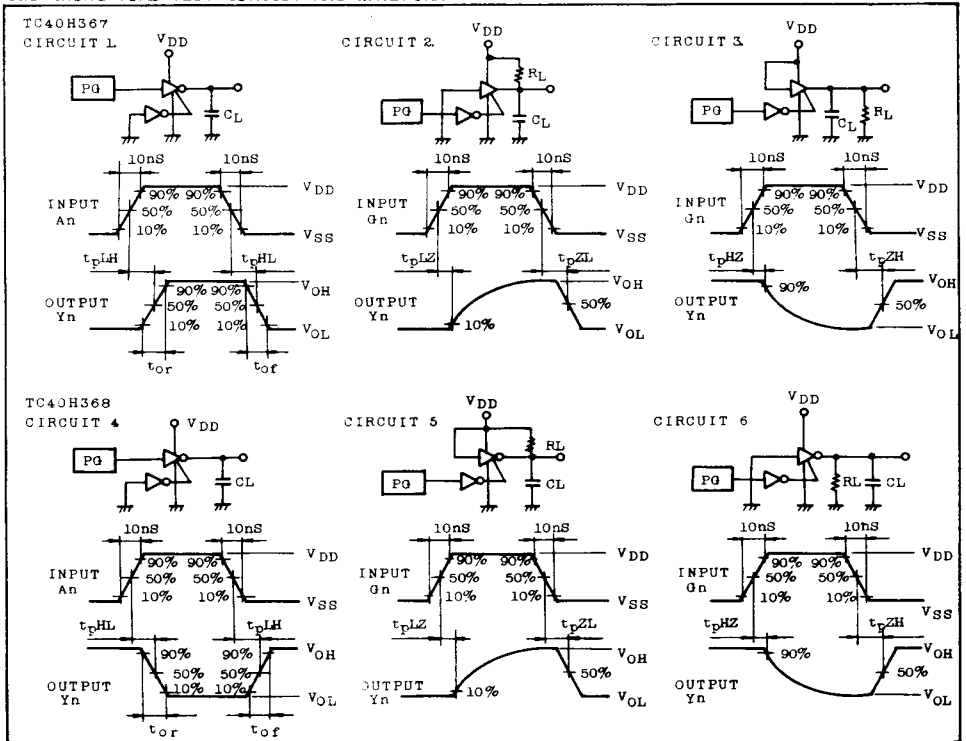 TC40H367
CIRCUIT 1.
VDD
PG
CL
10nS 10nS
INPUT An
90% 90%
50% 50%
10% 10%
VDD
VSS
tpLH tpHL
OUTPUT Yn
90% 90%
50% 50%
10% 10%
VOH
VOL
tor tof
CIRCUIT 2.
VDD
RL
PG
CL
10nS 10nS
INPUT Gn
90% 90%
50% 50%
10% 10%
VDD
VSS
tpLZ tpZL
OUTPUT Yn
10%
50%
VOH
VOL
CIRCUIT 3.
VDD
PG
CL
RL
10nS 10nS
INPUT Gn
90% 90%
50% 50%
10% 10%
VDD
VSS
tpHZ tpZH
OUTPUT Yn
90%
50%
VOH
VOL
TC40H368
CIRCUIT 4
VDD
PG
CL
10nS 10nS
INPUT An
90% 90%
50% 50%
10% 10%
VDD
VSS
tpHL tpLH
OUTPUT Yn
90% 90%
50% 50%
10% 10%
VOH
VOL
tor tof
CIRCUIT 5
VDD
RL
PG
CL
10nS 10nS
INPUT Gn
90% 90%
50% 50%
10% 10%
VDD
VSS
tpLZ tpZL
OUTPUT Yn
10%
50%
VOH
VOL
CIRCUIT 6
VDD
PG
RL
CL
10nS 10nS
INPUT Gn
90% 90%
50% 50%
10% 10%
VDD
VSS
tpHZ tpZH
OUTPUT Yn
90%
50%
VOH
VOL